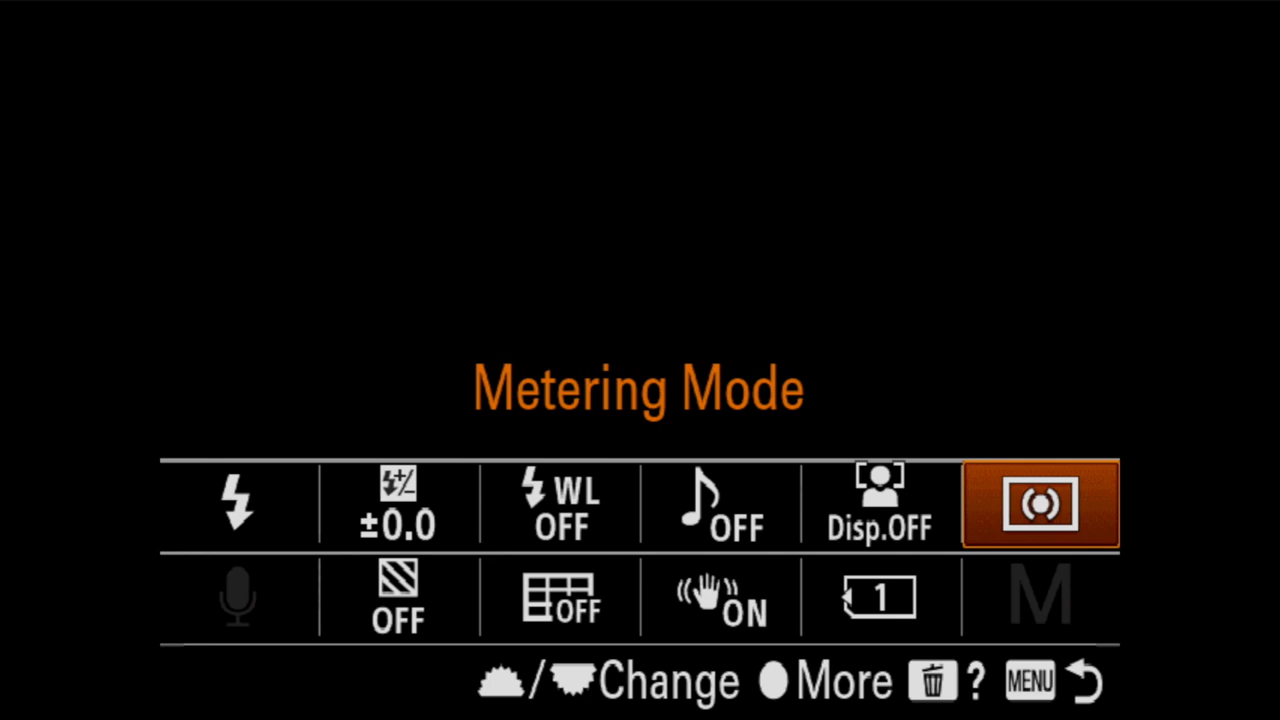 Metering Mode
±0.0
WL
OFF
OFF
Disp.OFF
OFF
OFF
ON
1
M
/ Change More ? MENU